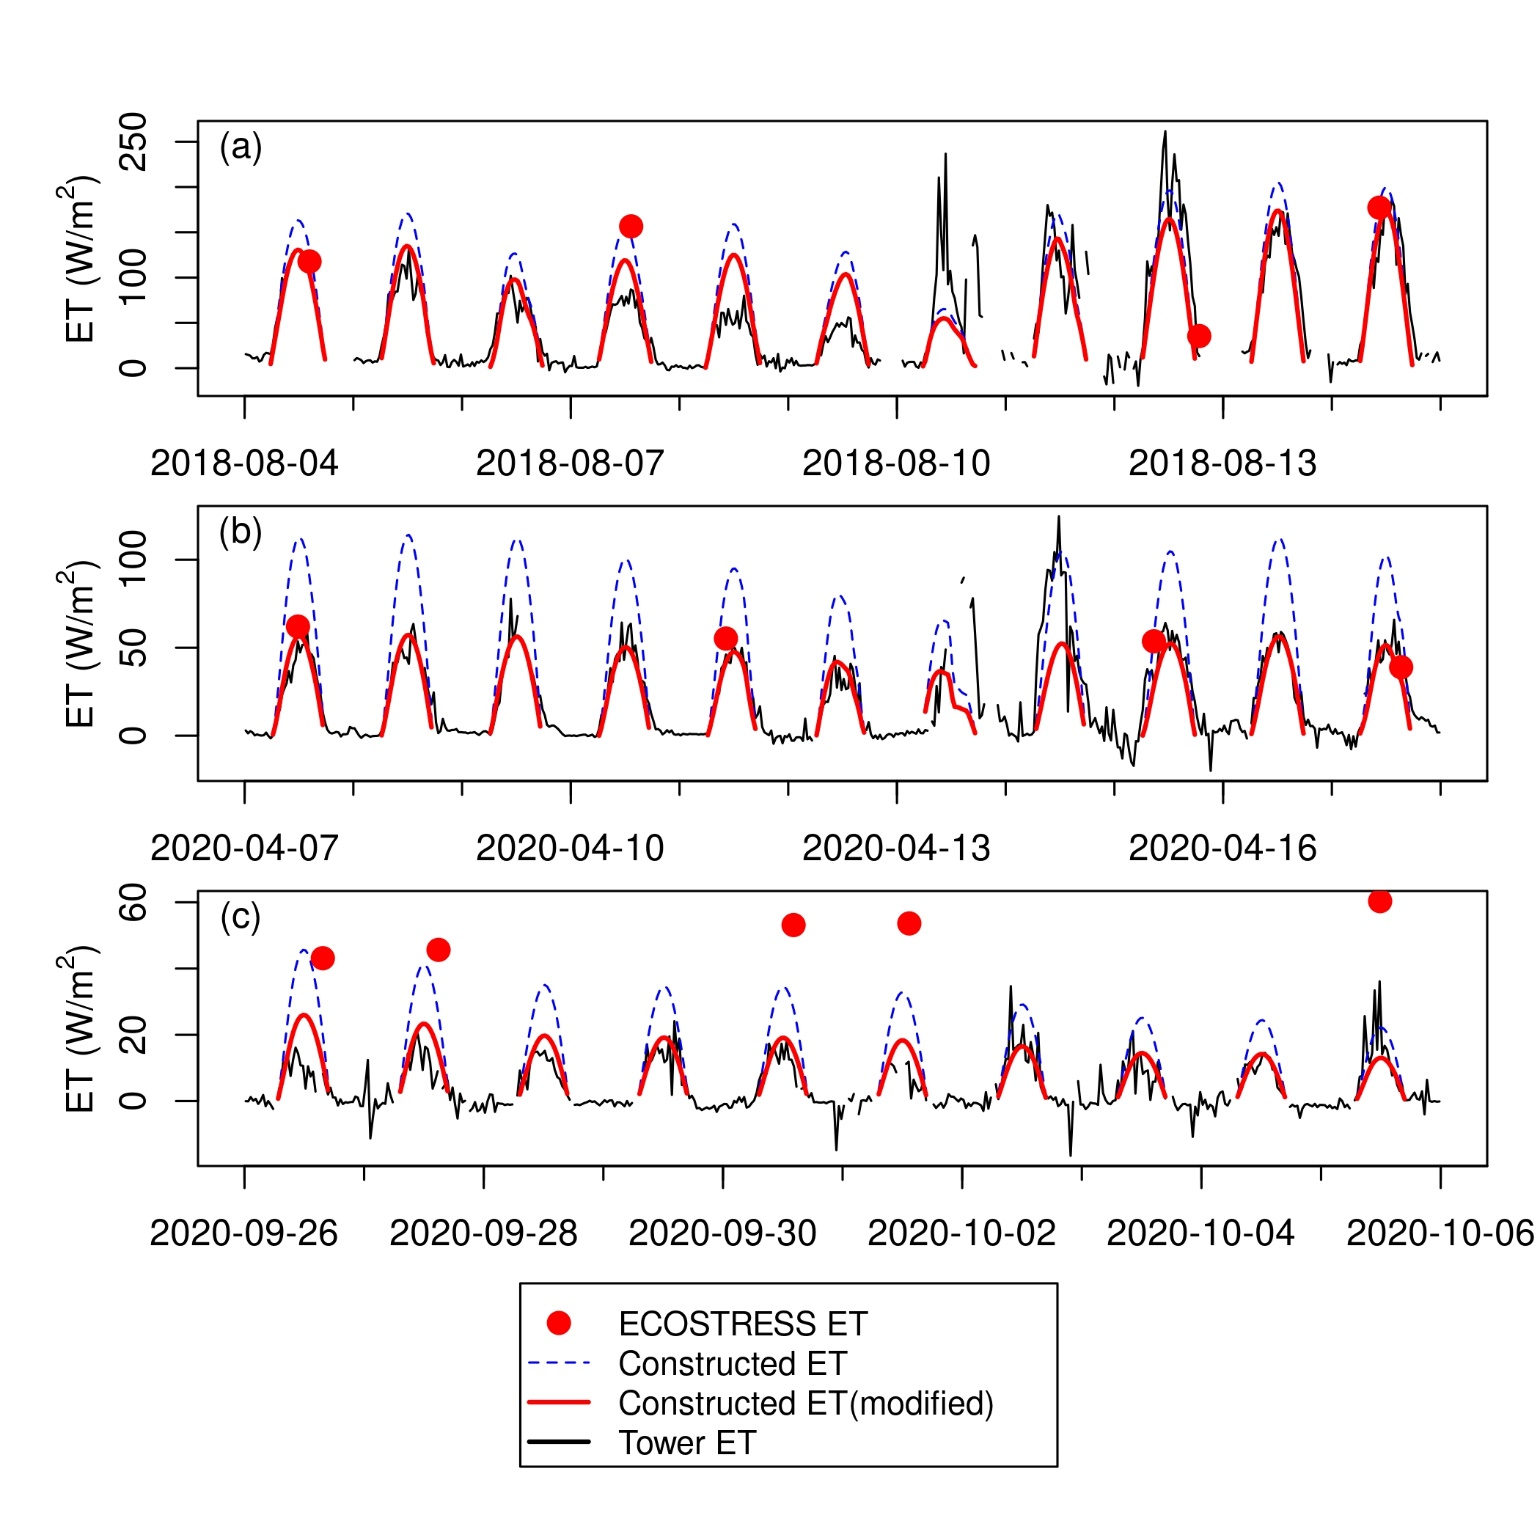 (a)
250
100
0
ET (W/m²)
2018-08-04 2018-08-07 2018-08-10 2018-08-13
(b)
100
50
0
ET (W/m²)
2020-04-07 2020-04-10 2020-04-13 2020-04-16
(c)
60
20
0
ET (W/m²)
2020-09-26 2020-09-28 2020-09-30 2020-10-02 2020-10-04 2020-10-06
ECOSTRESS ET
Constructed ET
Constructed ET(modified)
Tower ET